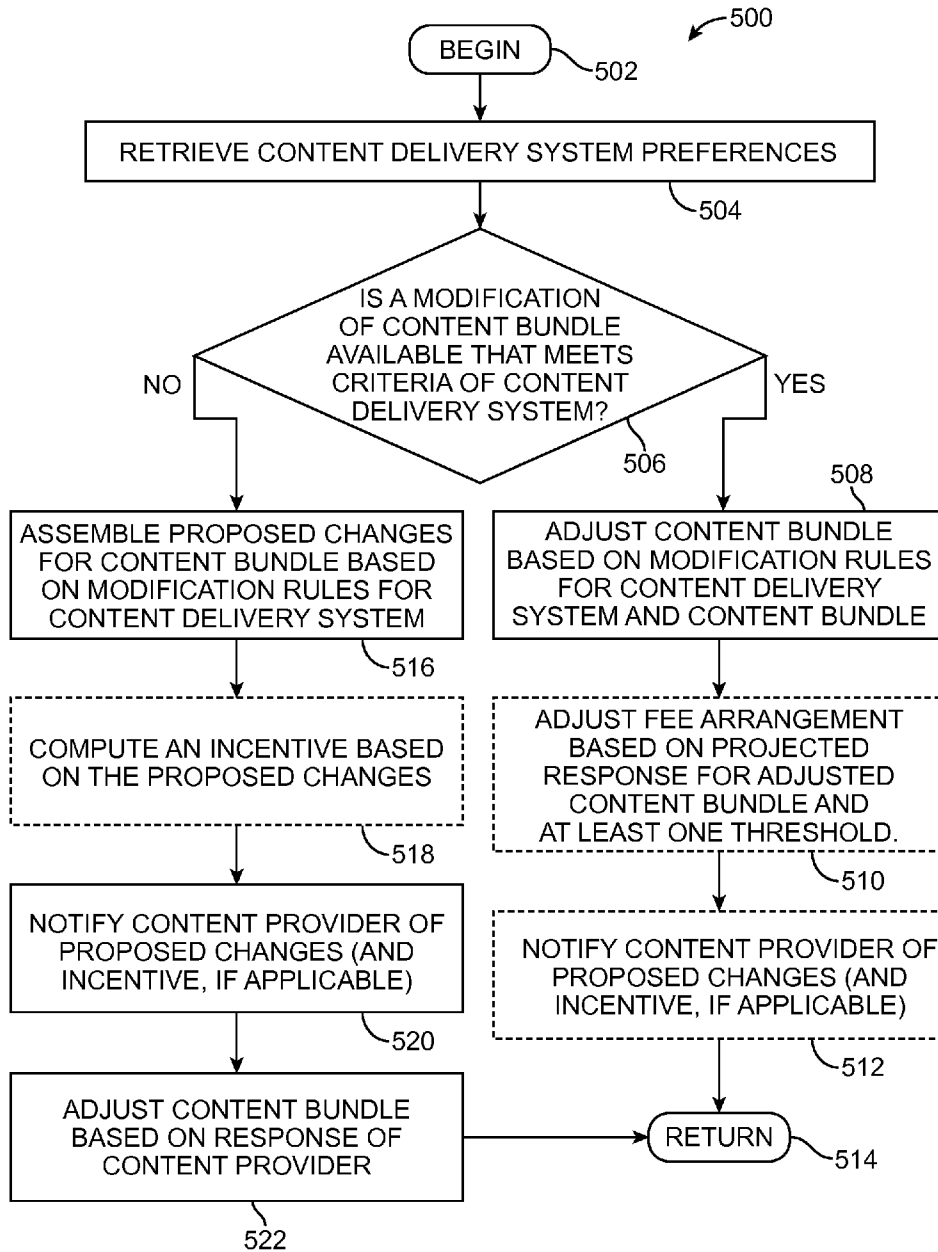 500
BEGIN
502
RETRIEVE CONTENT DELIVERY SYSTEM PREFERENCES
504
IS A MODIFICATION
OF CONTENT BUNDLE
AVAILABLE THAT MEETS
CRITERIA OF CONTENT
DELIVERY SYSTEM?
NO
YES
506
508
ASSEMBLE PROPOSED CHANGES
FOR CONTENT BUNDLE BASED
ON MODIFICATION RULES FOR
CONTENT DELIVERY SYSTEM
516
ADJUST CONTENT BUNDLE
BASED ON MODIFICATION RULES
FOR CONTENT DELIVERY
SYSTEM AND CONTENT BUNDLE
COMPUTE AN INCENTIVE BASED
ON THE PROPOSED CHANGES
518
ADJUST FEE ARRANGEMENT
BASED ON PROJECTED
RESPONSE FOR ADJUSTED
CONTENT BUNDLE AND
AT LEAST ONE THRESHOLD.
510
NOTIFY CONTENT PROVIDER OF
PROPOSED CHANGES (AND
INCENTIVE, IF APPLICABLE)
520
NOTIFY CONTENT PROVIDER OF
PROPOSED CHANGES (AND
INCENTIVE, IF APPLICABLE)
512
ADJUST CONTENT BUNDLE
BASED ON RESPONSE OF
CONTENT PROVIDER
522
RETURN
514